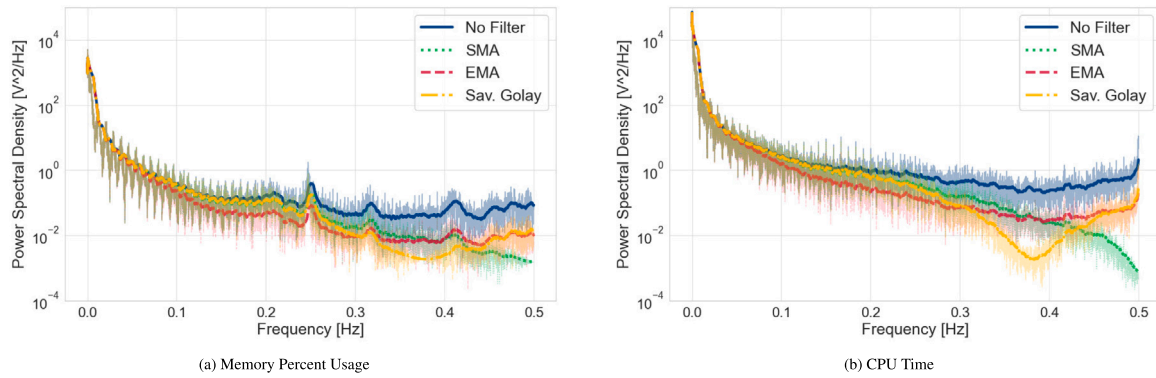 No Filter
SMA
EMA
Sav. Golay
Power Spectral Density [V^2/Hz]
10^4
10^2
10^0
10^−2
10^−4
0.0 0.1 0.2 0.3 0.4 0.5
Frequency [Hz]
(a) Memory Percent Usage
No Filter
SMA
EMA
Sav. Golay
Power Spectral Density [V^2/Hz]
10^4
10^2
10^0
10^−2
10^−4
0.0 0.1 0.2 0.3 0.4 0.5
Frequency [Hz]
(b) CPU Time